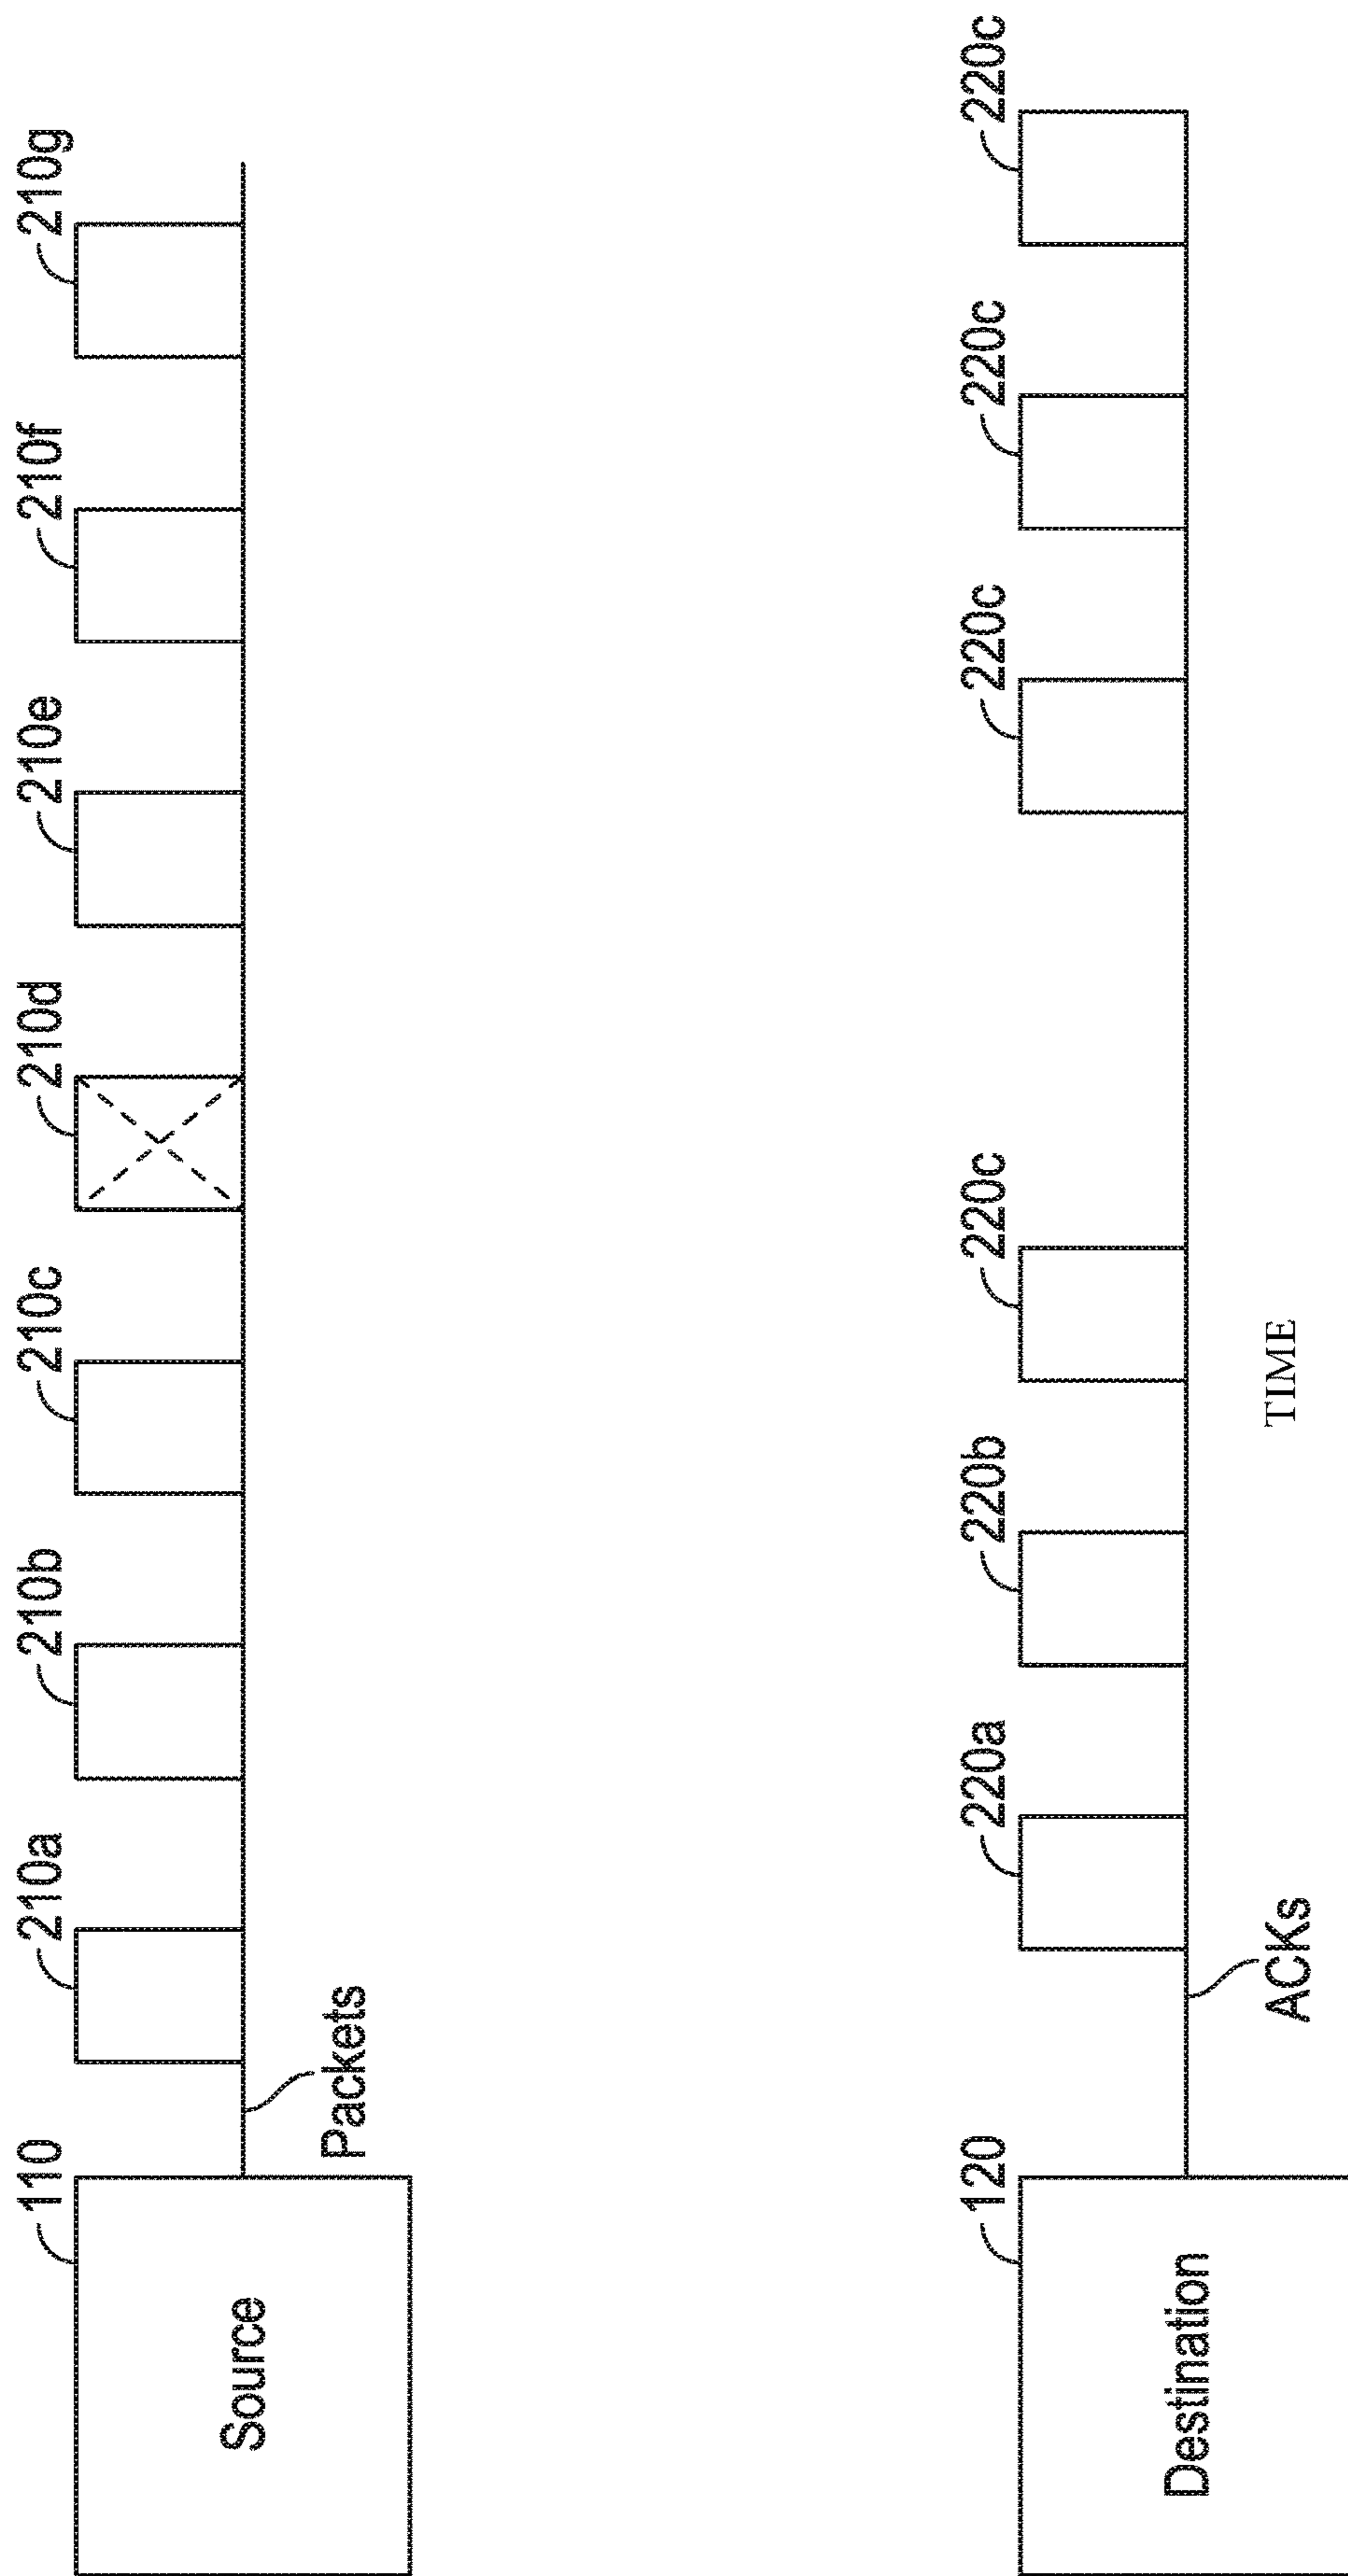 110
210a
210b
210c
210d
210e
210f
210g
Source
Packets
120
220a
220b
220c
220c
220c
220c
Destination
ACKs
TIME